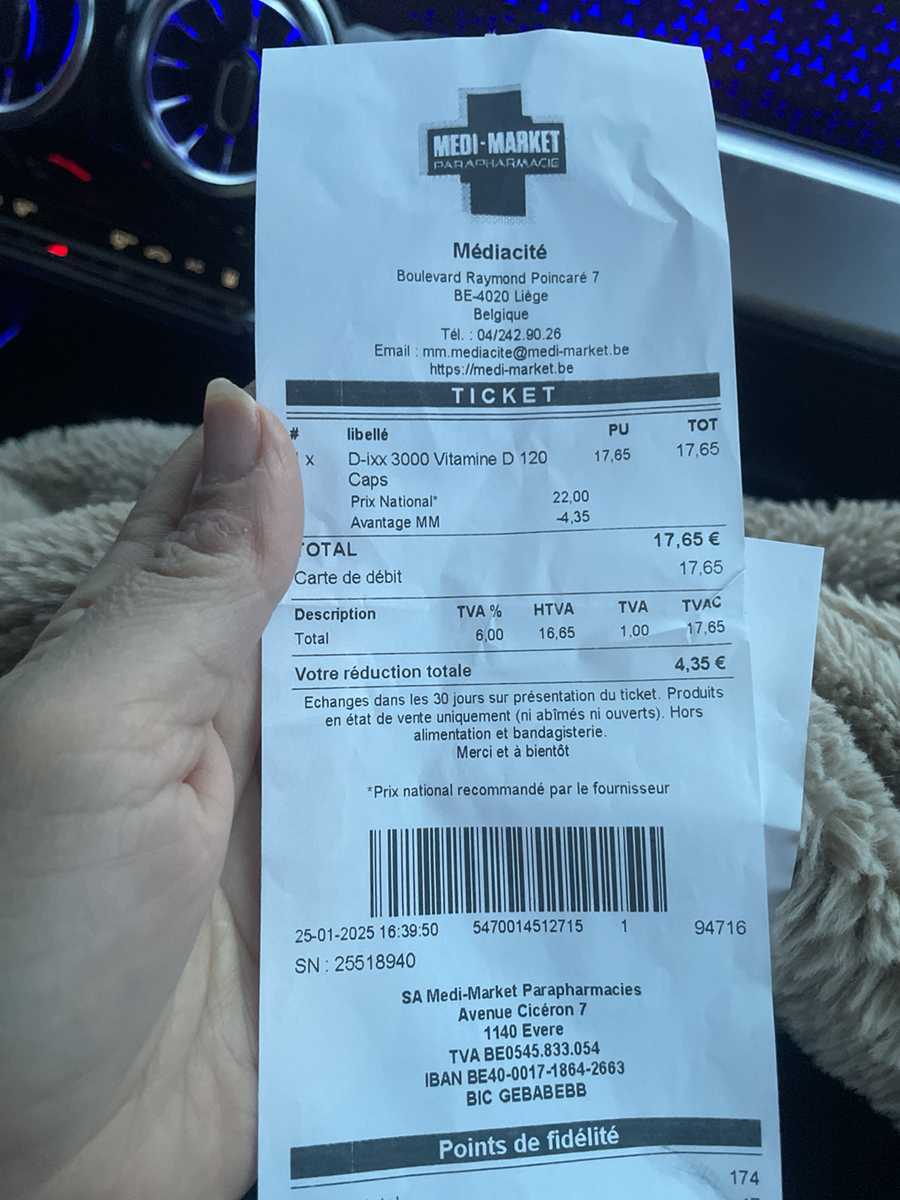 MEDI-MARKET
PARAPHARMACIE
Médiacité
Boulevard Raymond Poincaré 7
BE-4020 Liège
Belgique
Tél. : 04/242.90.26
Email : mm.mediacite@medi-market.be
https://medi-market.be
TICKET
# libellé PU TOT
x D-ixx 3000 Vitamine D 120 17,65 17,65
Caps
Prix National* 22,00
Avantage MM -4,35
OTAL 17,65 €
Carte de débit 17,65
Description TVA % HTVA TVA TVAC
Total 6,00 16,65 1,00 17,65
Votre réduction totale 4,35 €
Echanges dans les 30 jours sur présentation du ticket. Produits
en état de vente uniquement (ni abîmés ni ouverts). Hors
alimentation et bandagisterie.
Merci et à bientôt
*Prix national recommandé par le fournisseur
25-01-2025 16:39:50 5470014512715 1 94716
SN : 25518940
SA Medi-Market Parapharmacies
Avenue Cicéron 7
1140 Evere
TVA BE0545.833.054
IBAN BE40-0017-1864-2663
BIC GEBABEBB
Points de fidélité
174